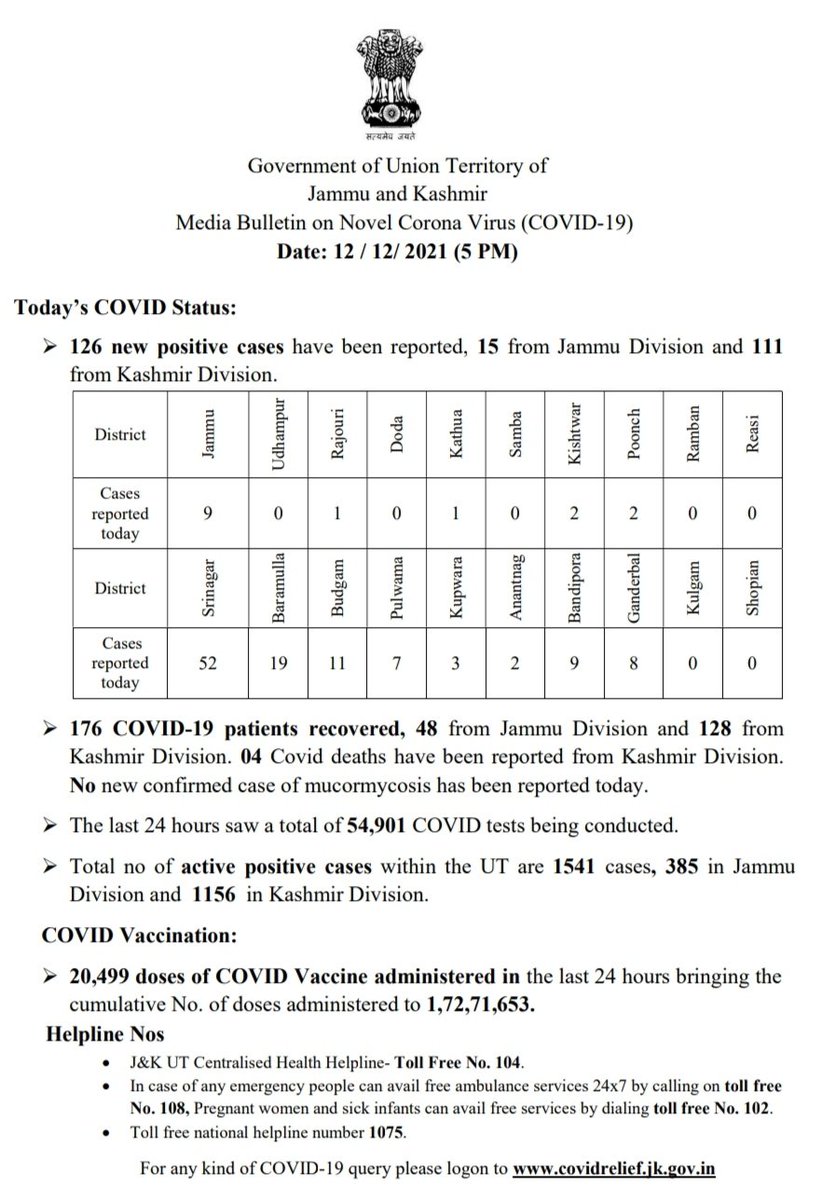 सत्यमेव जयते
Government of Union Territory of
Jammu and Kashmir
Media Bulletin on Novel Corona Virus (COVID-19)
Date: 12 / 12/ 2021 (5 PM)
Today's COVID Status:
➢ 126 new positive cases have been reported, 15 from Jammu Division and 111
from Kashmir Division.
District Jammu Udhampur Rajouri Doda Kathua Samba Kishtwar Poonch Ramban Reasi
Cases
reported
today
9 0 1 0 1 0 2 2 0 0
District Srinagar Baramulla Budgam Pulwama Kupwara Anantnag Bandipora Ganderbal Kulgam Shopian
Cases
reported
today
52 19 11 7 3 2 9 8 0 0
➢ 176 COVID-19 patients recovered, 48 from Jammu Division and 128 from
Kashmir Division. 04 Covid deaths have been reported from Kashmir Division.
No new confirmed case of mucormycosis has been reported today.
➢ The last 24 hours saw a total of 54,901 COVID tests being conducted.
➢ Total no of active positive cases within the UT are 1541 cases, 385 in Jammu
Division and 1156 in Kashmir Division.
COVID Vaccination:
➢ 20,499 doses of COVID Vaccine administered in the last 24 hours bringing the
cumulative No. of doses administered to 1,72,71,653.
Helpline Nos
• J&K UT Centralised Health Helpline- Toll Free No. 104.
• In case of any emergency people can avail free ambulance services 24x7 by calling on toll free
No. 108, Pregnant women and sick infants can avail free services by dialing toll free No. 102.
• Toll free national helpline number 1075.
For any kind of COVID-19 query please logon to www.covidrelief.jk.gov.in